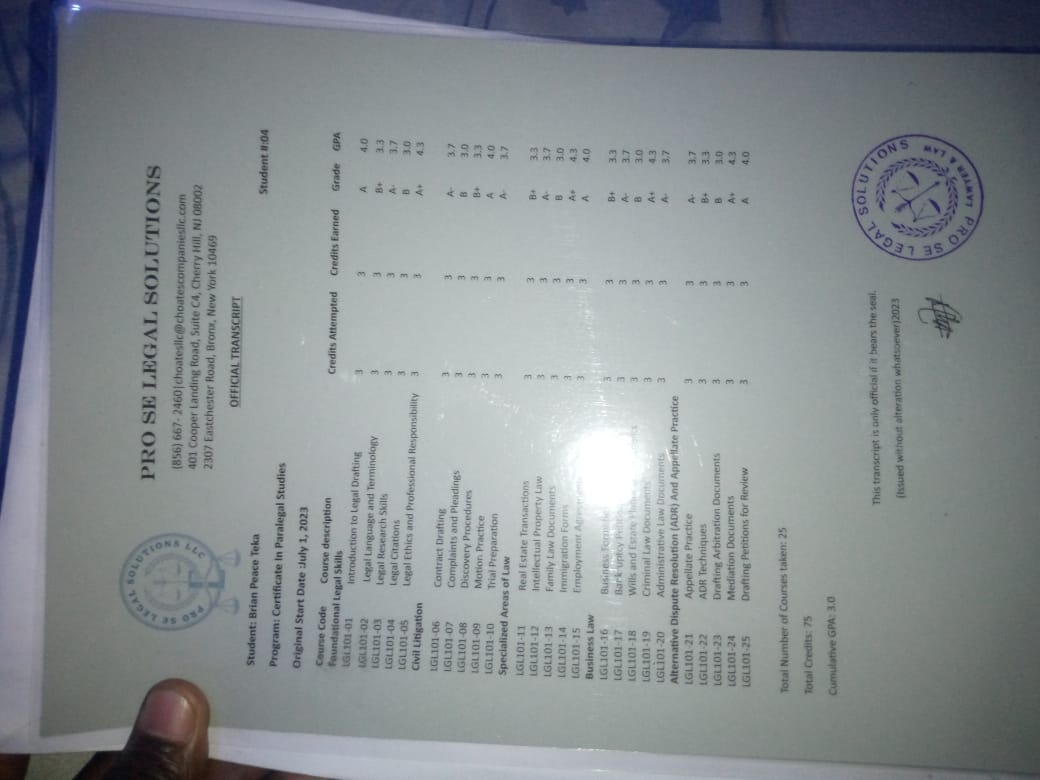 PRO SE LEGAL SOLUTIONS
(856) 667- 2460|choatesllc@choatescompaniesllc.com
401 Cooper Landing Road, Suite C4, Cherry Hill, NJ 08002
2307 Eastchester Road, Bronx, New York 10469
PRO SE LEGAL SOLUTIONS LLC
OFFICIAL TRANSCRIPT
Student: Brian Peace Teka Student #:04
Program: Certificate In Paralegal Studies
Original Start Date :July 1, 2023
Course Code Course description Credits Attempted Credits Earned Grade GPA
Foundational Legal Skills
LGL101-01 Introduction to Legal Drafting 3 3 A 4.0
LGL101-02 Legal Language and Terminology 3 3 B+ 3.3
LGL101-03 Legal Research Skills 3 3 A- 3.7
LGL101-04 Legal Citations 3 3 B 3.0
LGL101-05 Legal Ethics and Professional Responsibility 3 3 A+ 4.3
Civil Litigation
LGL101-06 Contract Drafting 3 3 A- 3.7
LGL101-07 Complaints and Pleadings 3 3 B 3.0
LGL101-08 Discovery Procedures 3 3 B+ 3.3
LGL101-09 Motion Practice 3 3 A 4.0
LGL101-10 Trial Preparation 3 3 A- 3.7
Specialized Areas of Law
LGL101-11 Real Estate Transactions 3 3 B+ 3.3
LGL101-12 Intellectual Property Law 3 3 A- 3.7
LGL101-13 Family Law Documents 3 3 B 3.0
LGL101-14 Immigration Forms 3 3 A+ 4.3
LGL101-15 Employment 3 3 A 4.0
Business Law
LGL101-16 Business 3 3 B+ 3.3
LGL101-17 3 3 A- 3.7
LGL101-18 Wills and Estate 3 3 B 3.0
LGL101-19 Criminal Law Documents 3 3 A+ 4.3
LGL101-20 Administrative Law Documents 3 3 A- 3.7
Alternative Dispute Resolution (ADR) And Appellate Practice
LGL101-21 Appellate Practice 3 3 A- 3.7
LGL101-22 ADR Techniques 3 3 B+ 3.3
LGL101-23 Drafting Arbitration Documents 3 3 B 3.0
LGL101-24 Mediation Documents 3 3 A+ 4.3
LGL101-25 Drafting Petitions for Review 3 3 A 4.0
Total Number of Courses taken: 25
Total Credits: 75
Cumulative GPA: 3.0
This transcript is only official if it bears the seal.
(Issued without alteration whatsoever)2023
PRO SE LEGAL SOLUTIONS
LAWYER & LAW